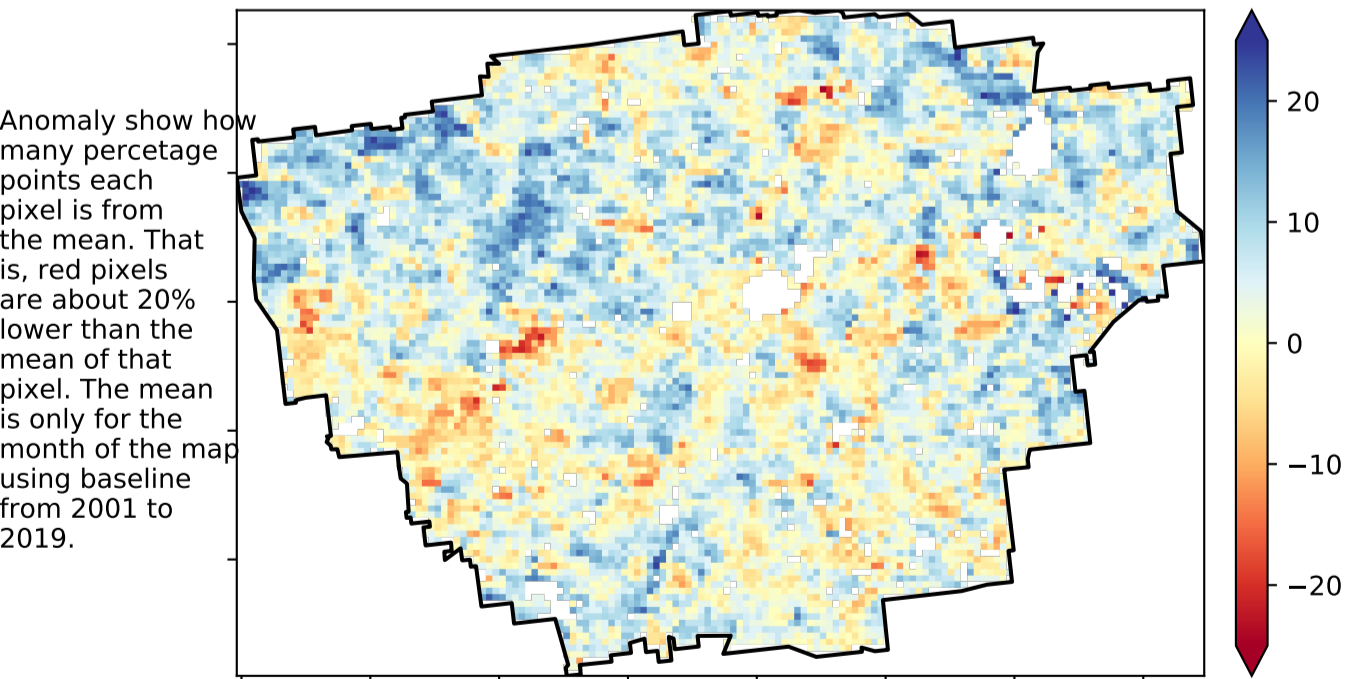 Anomaly show how
many percetage
points each
pixel is from
the mean. That
is, red pixels
are about 20%
lower than the
mean of that
pixel. The mean
is only for the
month of the map
using baseline
from 2001 to
2019.
20
10
0
−10
−20